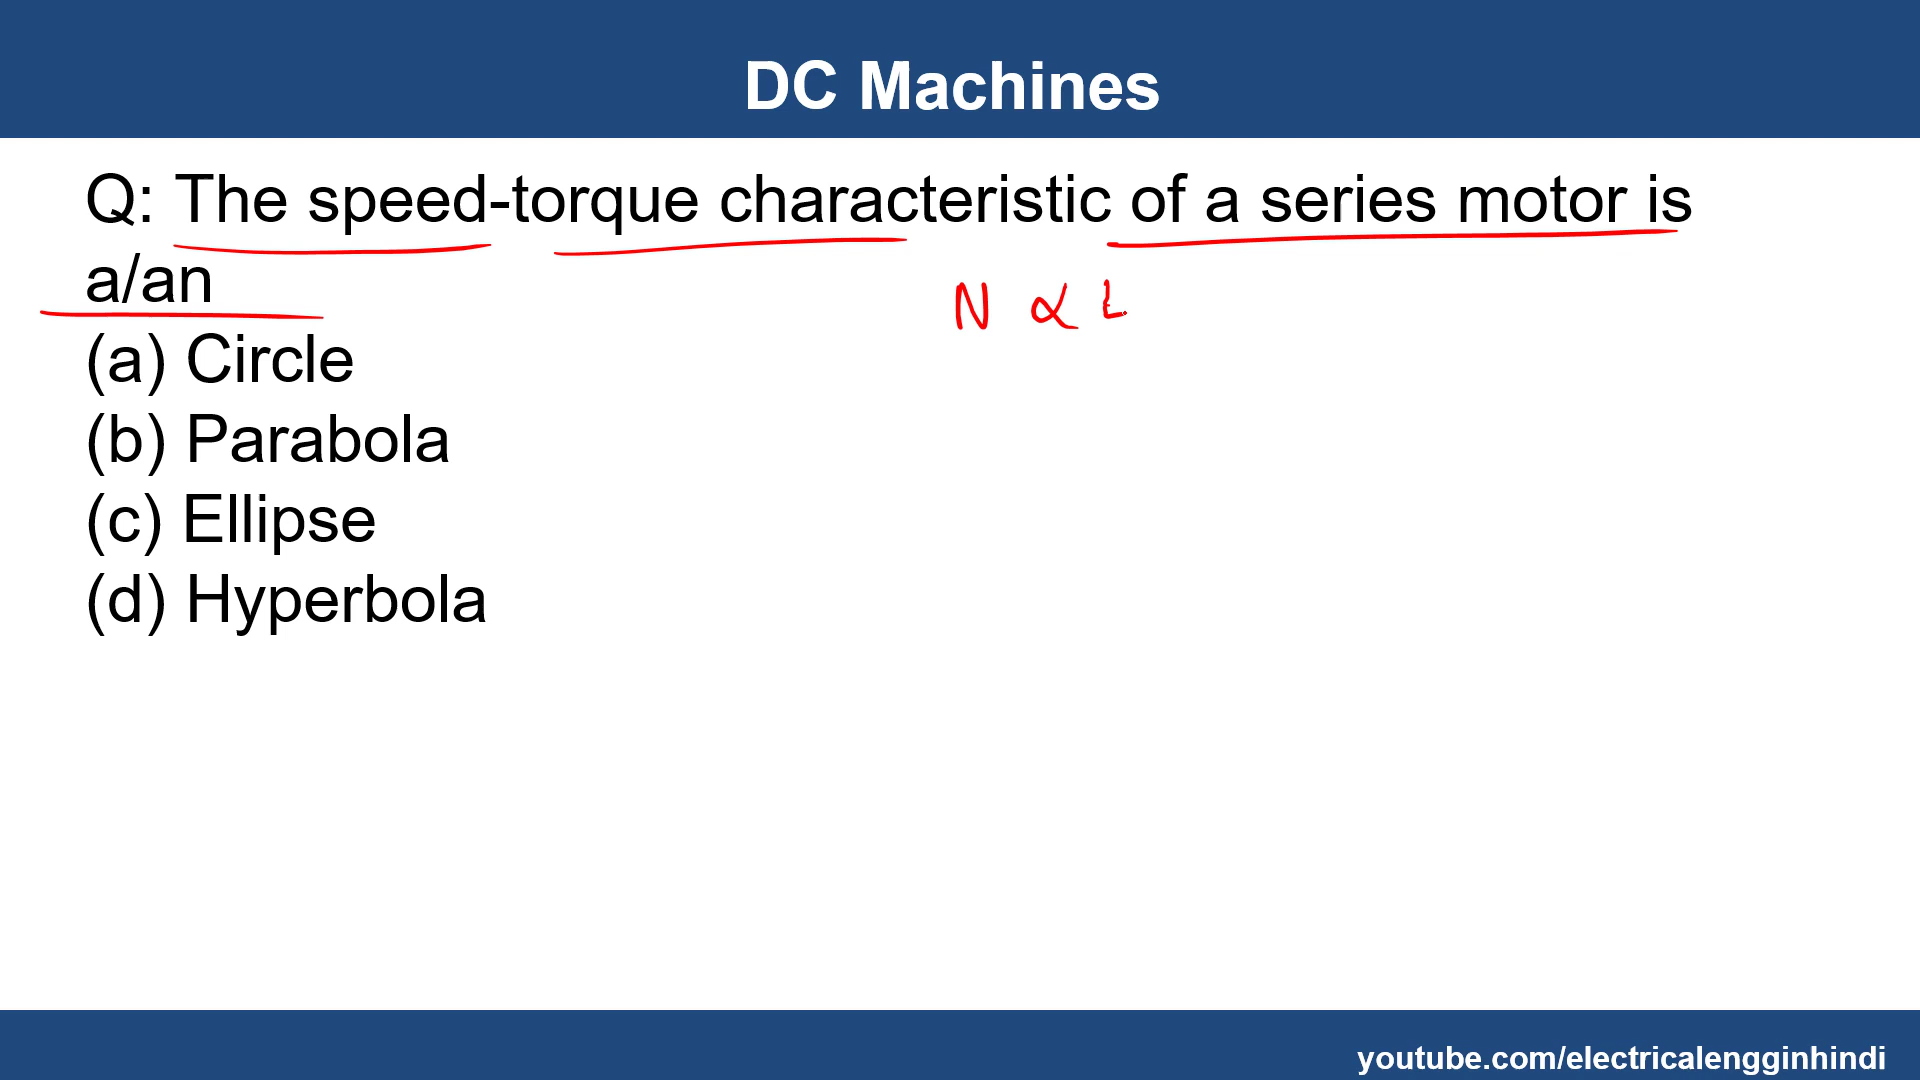 DC Machines
Q: The speed-torque characteristic of a series motor is
a/an
N ∝
(a) Circle
(b) Parabola
(c) Ellipse
(d) Hyperbola
youtube.com/electricalengginhindi